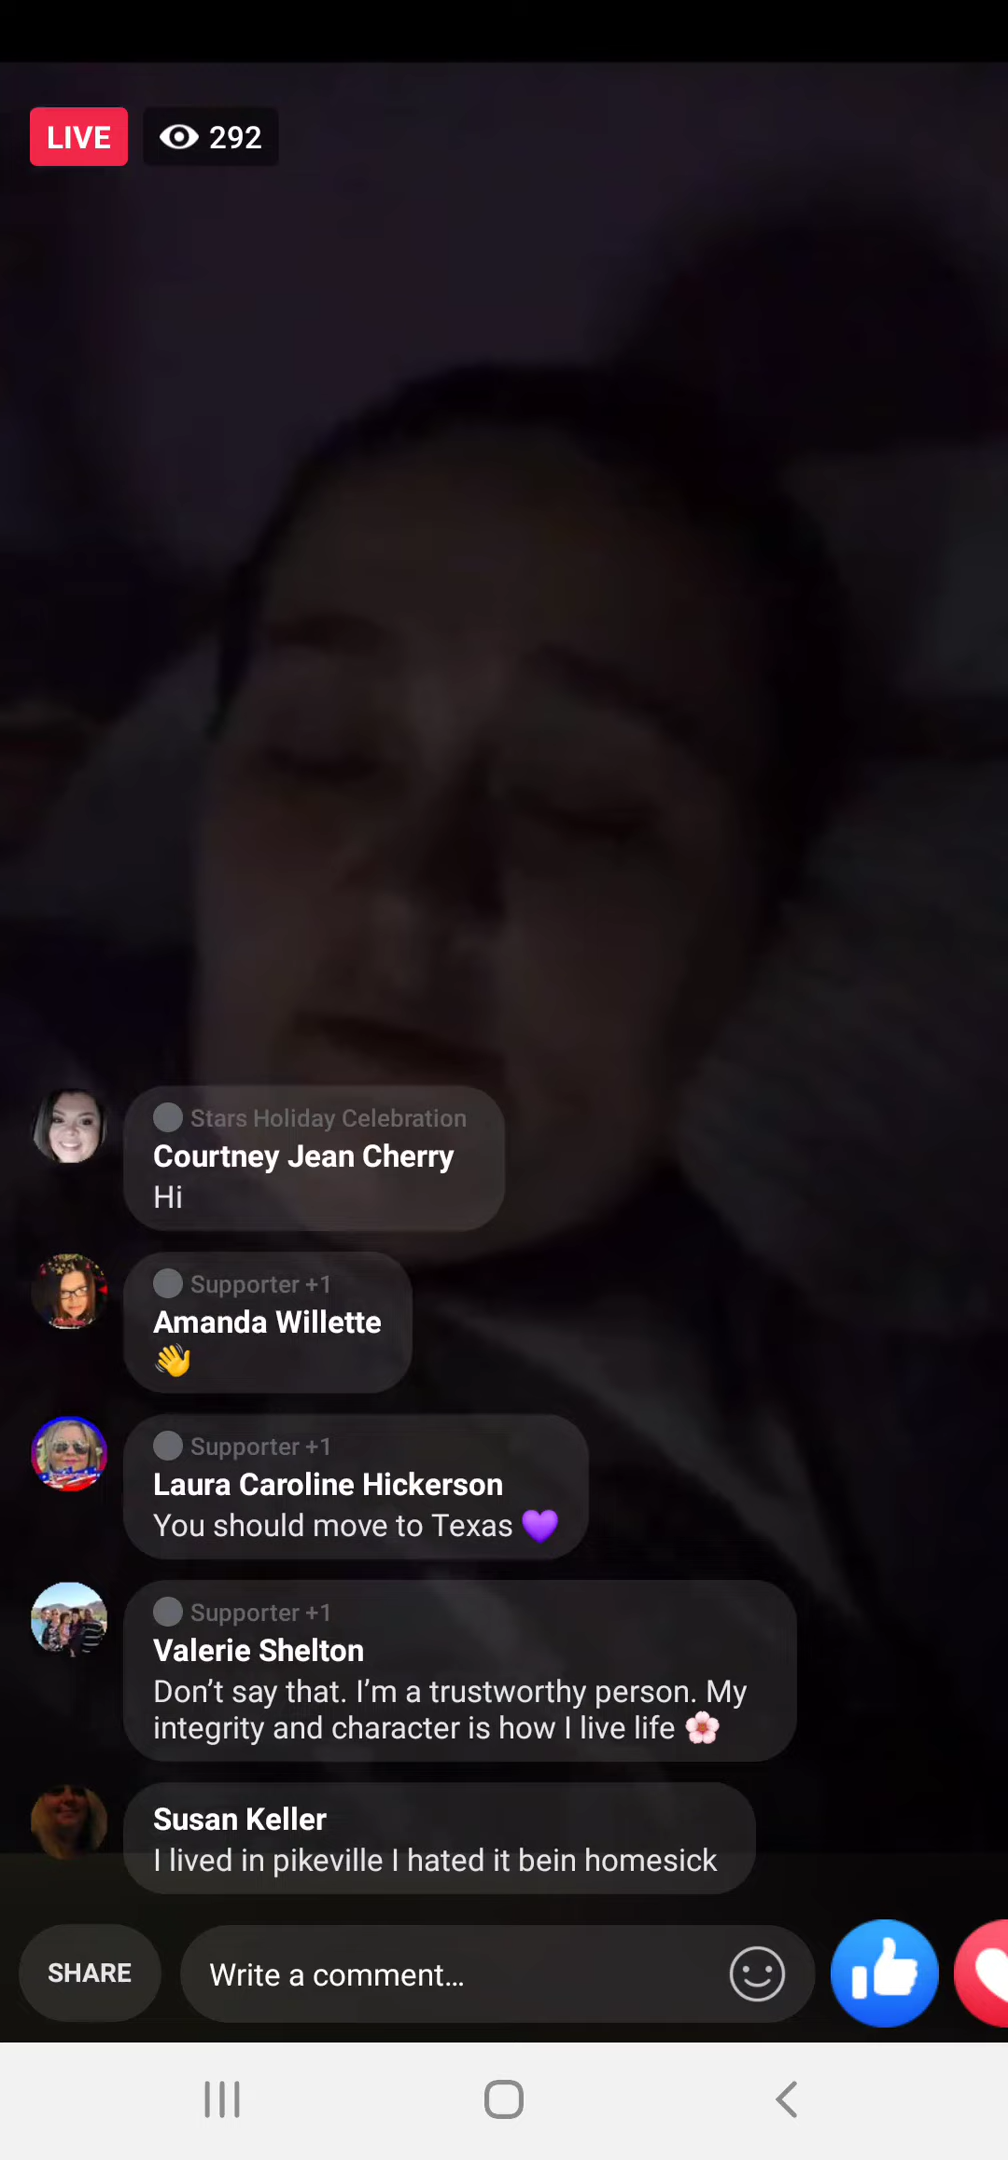 LIVE 292
Stars Holiday Celebration
Courtney Jean Cherry
Hi
Supporter +1
Amanda Willette
👋
Supporter +1
Laura Caroline Hickerson
You should move to Texas 💜
Supporter +1
Valerie Shelton
Don’t say that. I’m a trustworthy person. My
integrity and character is how I live life 🌸
Susan Keller
I lived in pikeville I hated it bein homesick
SHARE Write a comment...